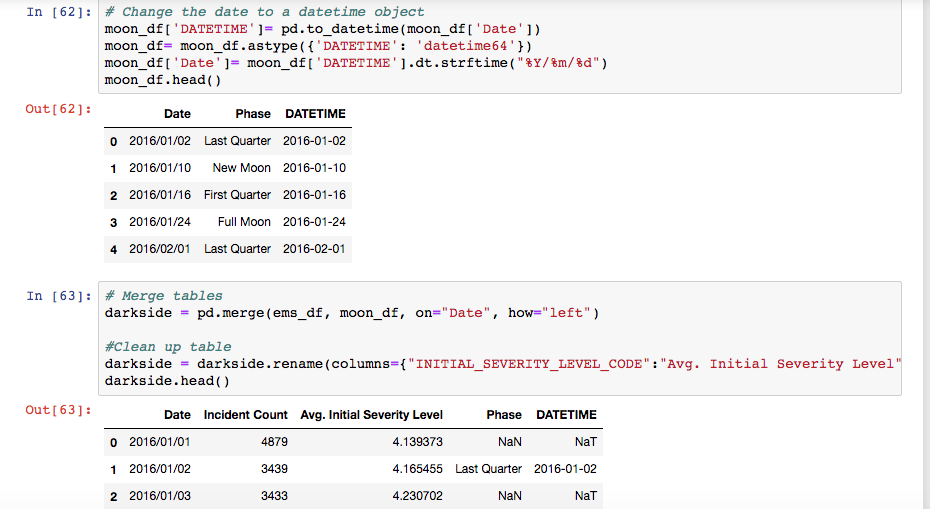 In [62]: # Change the date to a datetime object
moon_df['DATETIME']= pd.to_datetime(moon_df['Date'])
moon_df= moon_df.astype({'DATETIME': 'datetime64'})
moon_df['Date']= moon_df['DATETIME'].dt.strftime("%Y/%m/%d")
moon_df.head()
Out[62]:
Date Phase DATETIME
0 2016/01/02 Last Quarter 2016-01-02
1 2016/01/10 New Moon 2016-01-10
2 2016/01/16 First Quarter 2016-01-16
3 2016/01/24 Full Moon 2016-01-24
4 2016/02/01 Last Quarter 2016-02-01
In [63]: # Merge tables
darkside = pd.merge(ems_df, moon_df, on="Date", how="left")
#Clean up table
darkside = darkside.rename(columns={"INITIAL_SEVERITY_LEVEL_CODE":"Avg. Initial Severity Level"
darkside.head()
Out[63]:
Date Incident Count Avg. Initial Severity Level Phase DATETIME
0 2016/01/01 4879 4.139373 NaN NaT
1 2016/01/02 3439 4.165455 Last Quarter 2016-01-02
2 2016/01/03 3433 4.230702 NaN NaT